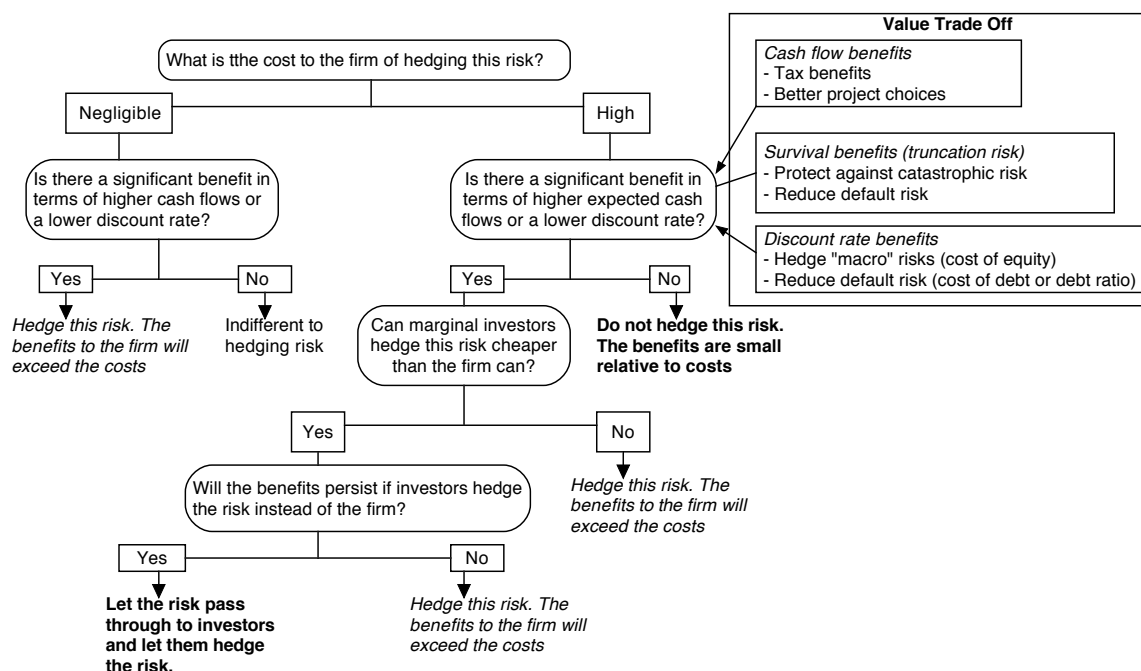 Value Trade Off
What is tthe cost to the firm of hedging this risk?
Cash flow benefits
- Tax benefits
- Better project choices
Negligible
High
Survival benefits (truncation risk)
- Protect against catastrophic risk
- Reduce default risk
Is there a significant benefit in
terms of higher cash flows or
a lower discount rate?
Is there a significant benefit in
terms of higher expected cash
flows or a lower discount rate?
Discount rate benefits
- Hedge "macro" risks (cost of equity)
- Reduce default risk (cost of debt or debt ratio)
Yes
No
Yes
No
Hedge this risk. The
benefits to the firm will
exceed the costs
Indifferent to
hedging risk
Can marginal investors
hedge this risk cheaper
than the firm can?
Do not hedge this risk.
The benefits are small
relative to costs
Yes
No
Will the benefits persist if investors hedge
the risk instead of the firm?
Hedge this risk. The
benefits to the firm will
exceed the costs
Yes
No
Let the risk pass
through to investors
and let them hedge
the risk.
Hedge this risk. The
benefits to the firm will
exceed the costs